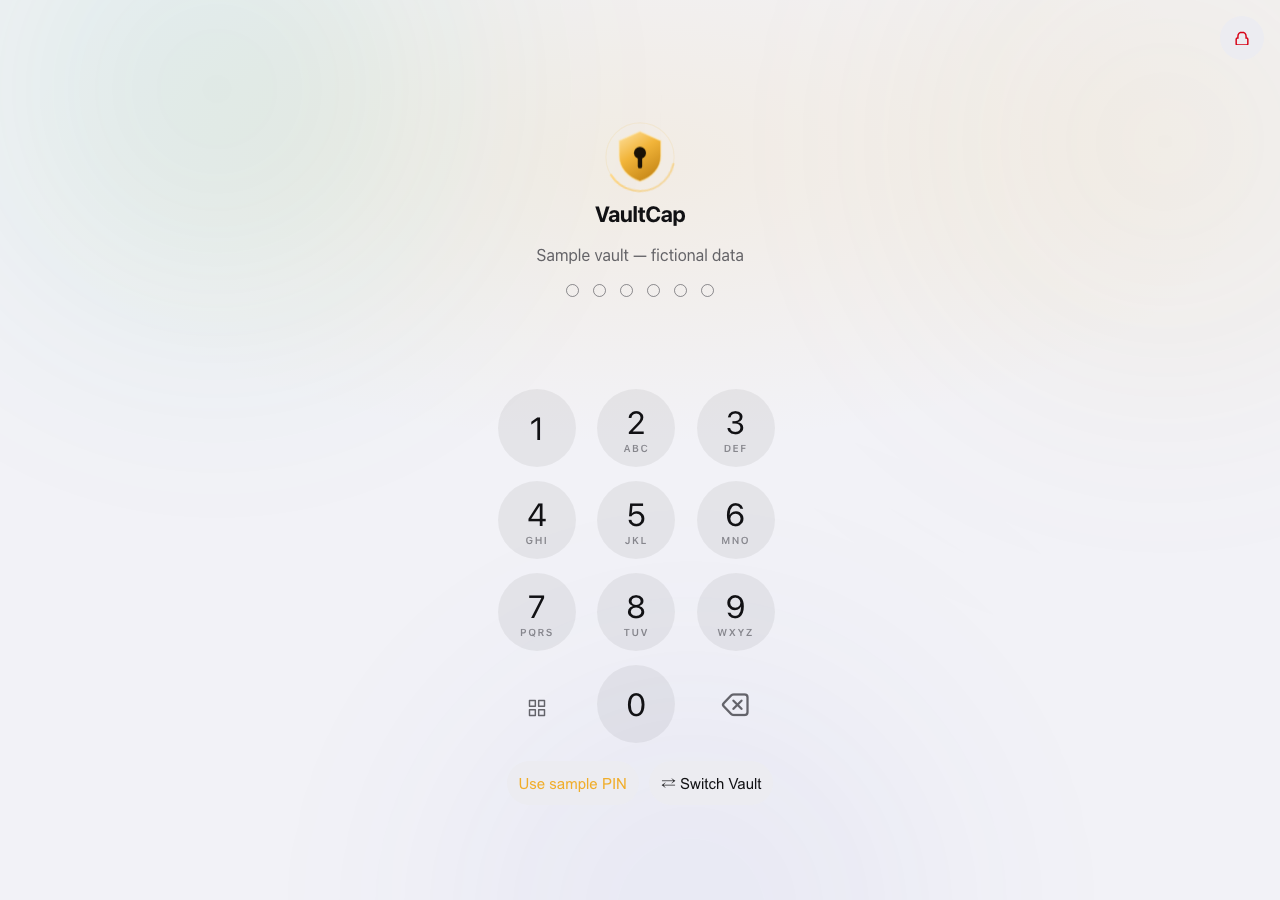 VaultCap
Sample vault — fictional data
1
2
ABC
3
DEF
4
GHI
5
JKL
6
MNO
7
PQRS
8
TUV
9
WXYZ
0
Use sample PIN
Switch Vault